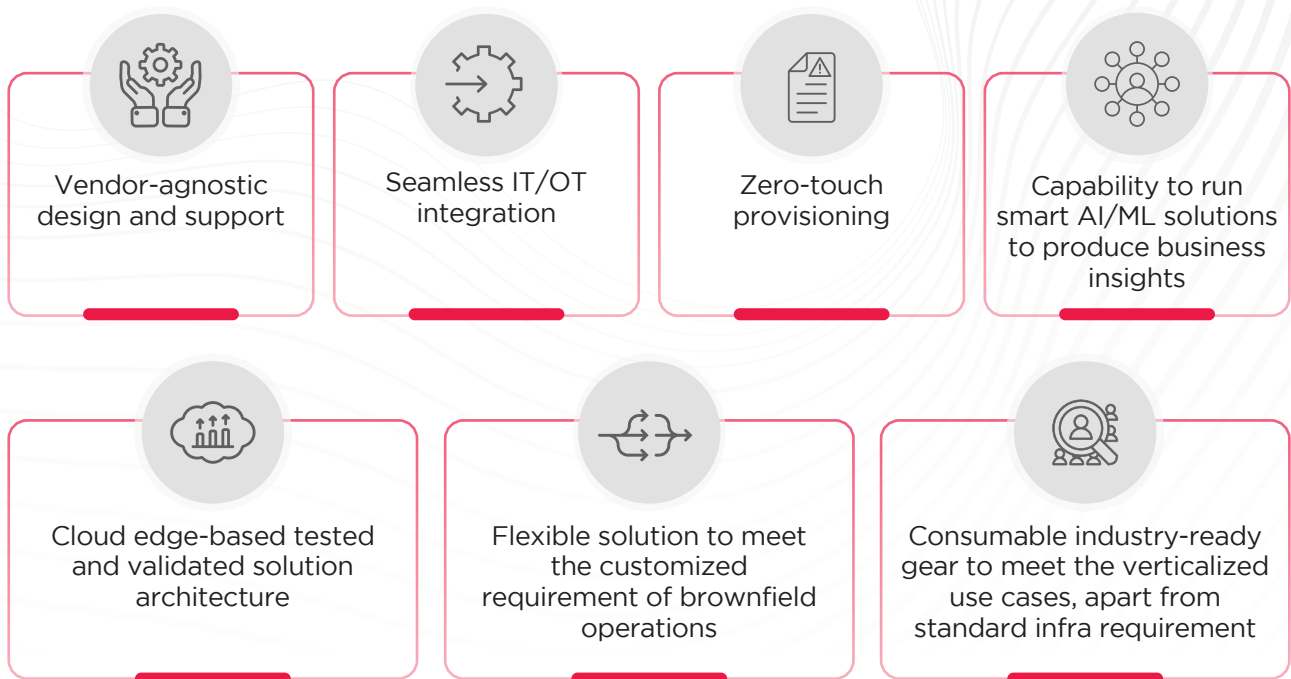 Vendor-agnostic
design and support
Seamless IT/OT
integration
Zero-touch
provisioning
Capability to run
smart AI/ML solutions
to produce business
insights
Cloud edge-based tested
and validated solution
architecture
Flexible solution to meet
the customized
requirement of brownfield
operations
Consumable industry-ready
gear to meet the verticalized
use cases, apart from
standard infra requirement